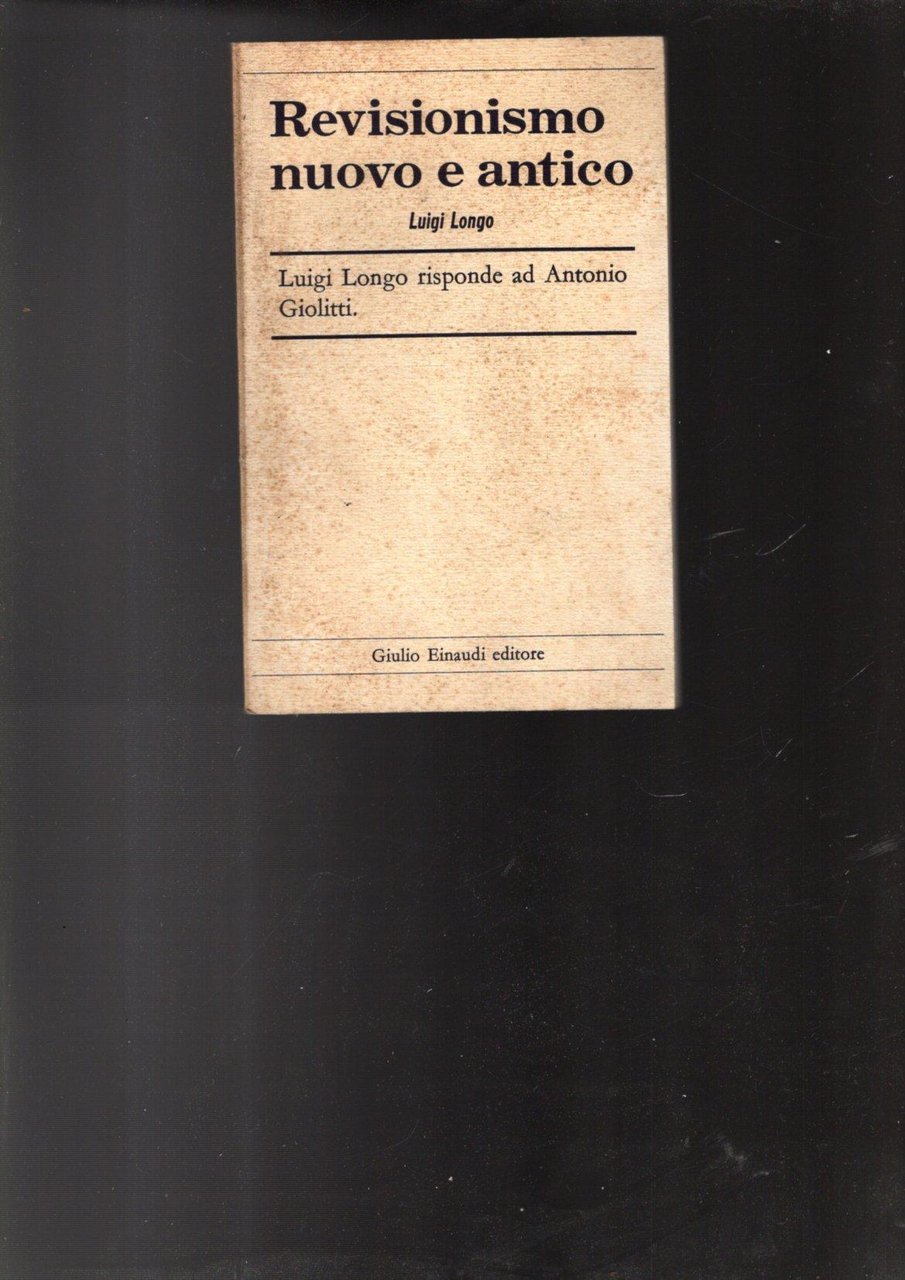 Revisionismo
nuovo e antico
Luigi Longo
Luigi Longo risponde ad Antonio
Giolitti.
Giulio Einaudi editore